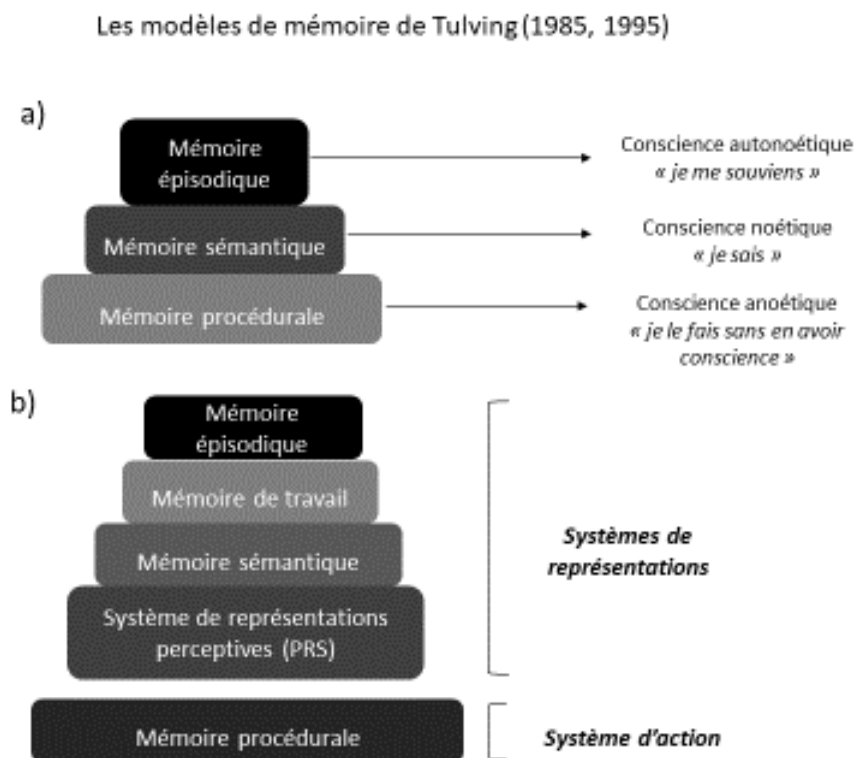 Les modèles de mémoire de Tulving (1985, 1995)
a)
Mémoire
épisodique
Conscience autonoétique
« je me souviens »
Mémoire sémantique
Conscience noétique
« je sais »
Mémoire procédurale
Conscience anoétique
« je le fais sans en avoir
conscience »
b)
Mémoire
épisodique
Mémoire de travail
Mémoire sémantique
Système de représentations
perceptives (PRS)
Systèmes de
représentations
Mémoire procédurale
Système d'action